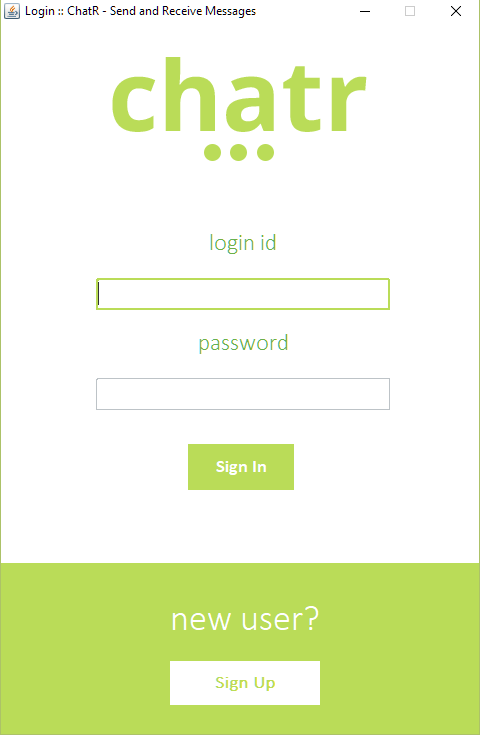 Login :: ChatR - Send and Receive Messages
chatr
login id
password
Sign In
new user?
Sign Up